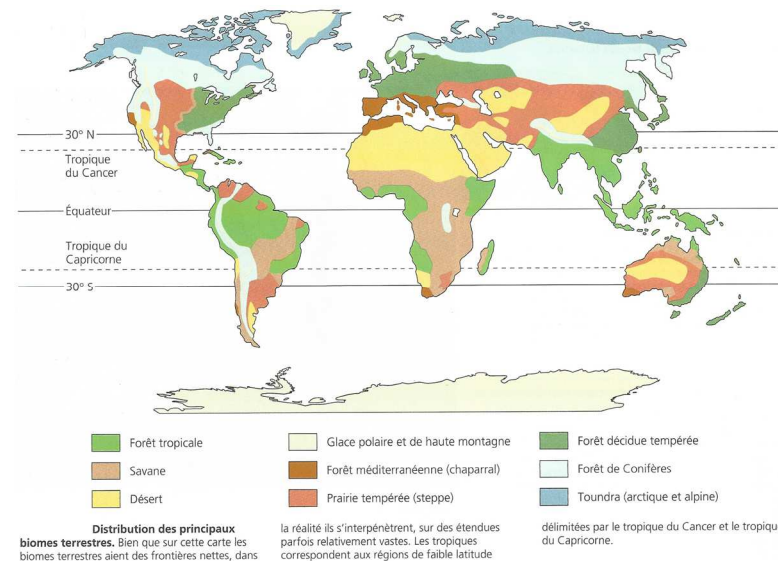 30° N
Tropique
du Cancer
Équateur
Tropique du
Capricorne
30° S
Forêt tropicale
Savane
Désert
Glace polaire et de haute montagne
Forêt méditerranéenne (chaparral)
Prairie tempérée (steppe)
Forêt décidue tempérée
Forêt de Conifères
Toundra (arctique et alpine)
Distribution des principaux
biomes terrestres. Bien que sur cette carte les
biomes terrestres aient des frontières nettes, dans
la réalité ils s'interpénètrent, sur des étendues
parfois relativement vastes. Les tropiques
correspondent aux régions de faible latitude
délimitées par le tropique du Cancer et le tropique
du Capricorne.